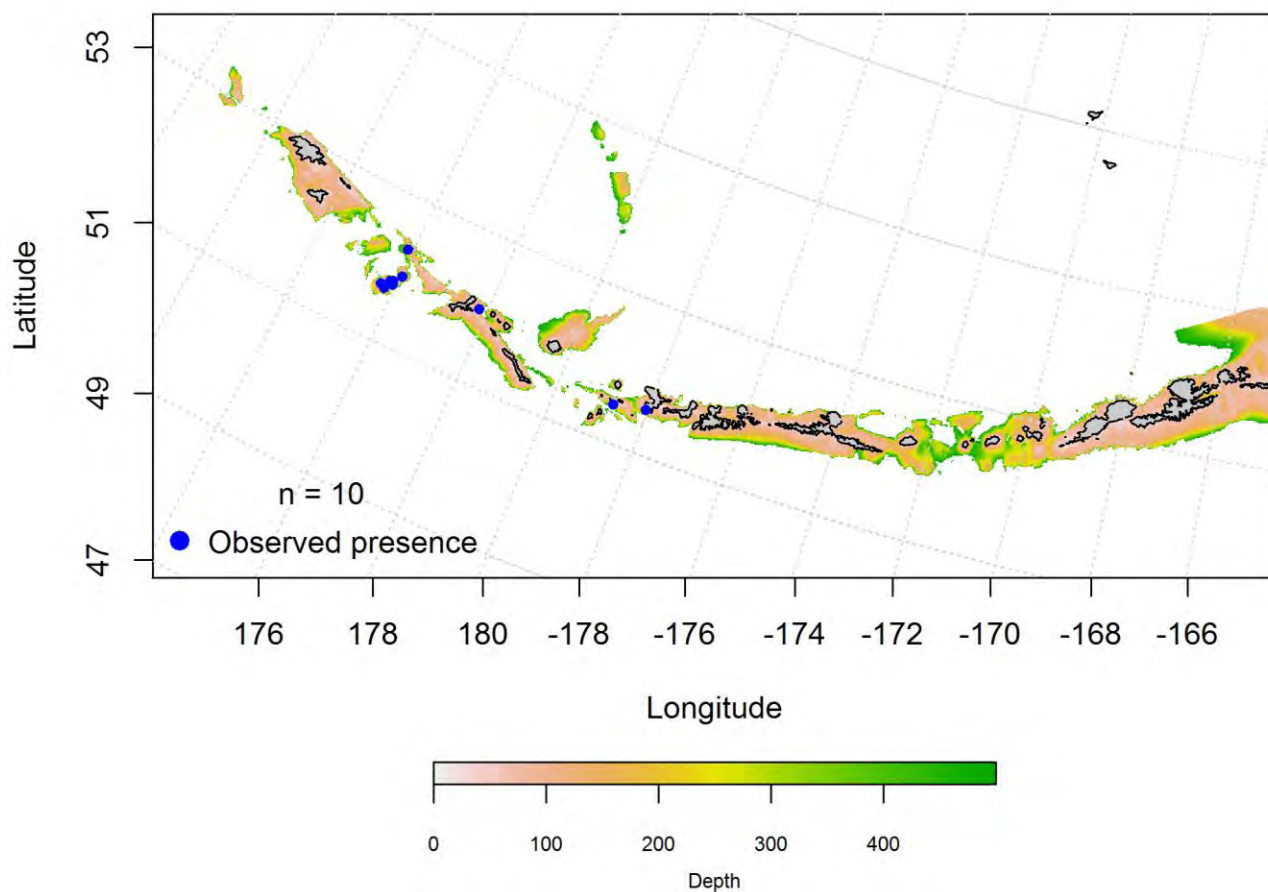 53
51
49
47
Latitude
n = 10
Observed presence
176 178 180 -178 -176 -174 -172 -170 -168 -166
Longitude
0 100 200 300 400
Depth